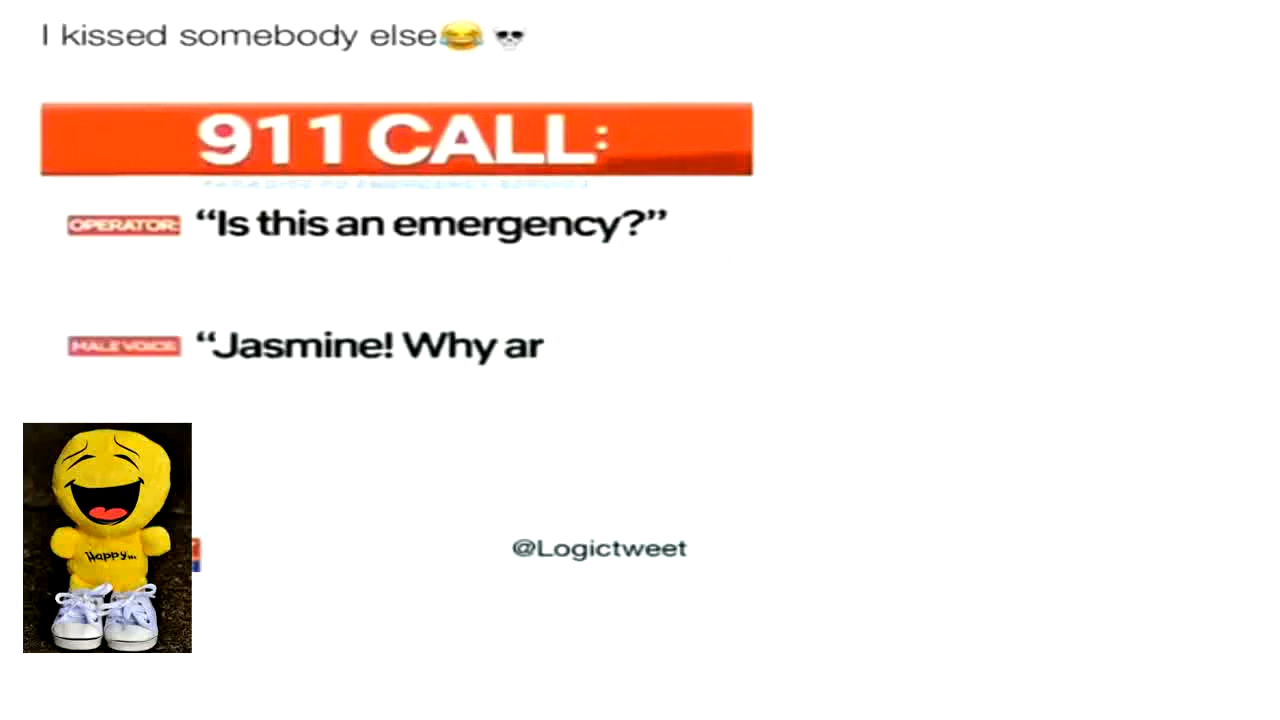 I kissed somebody else😂 💀
911 CALL:
OPERATOR: “Is this an emergency?”
MALE VOICE: “Jasmine! Why ar
Happy...
@Logictweet